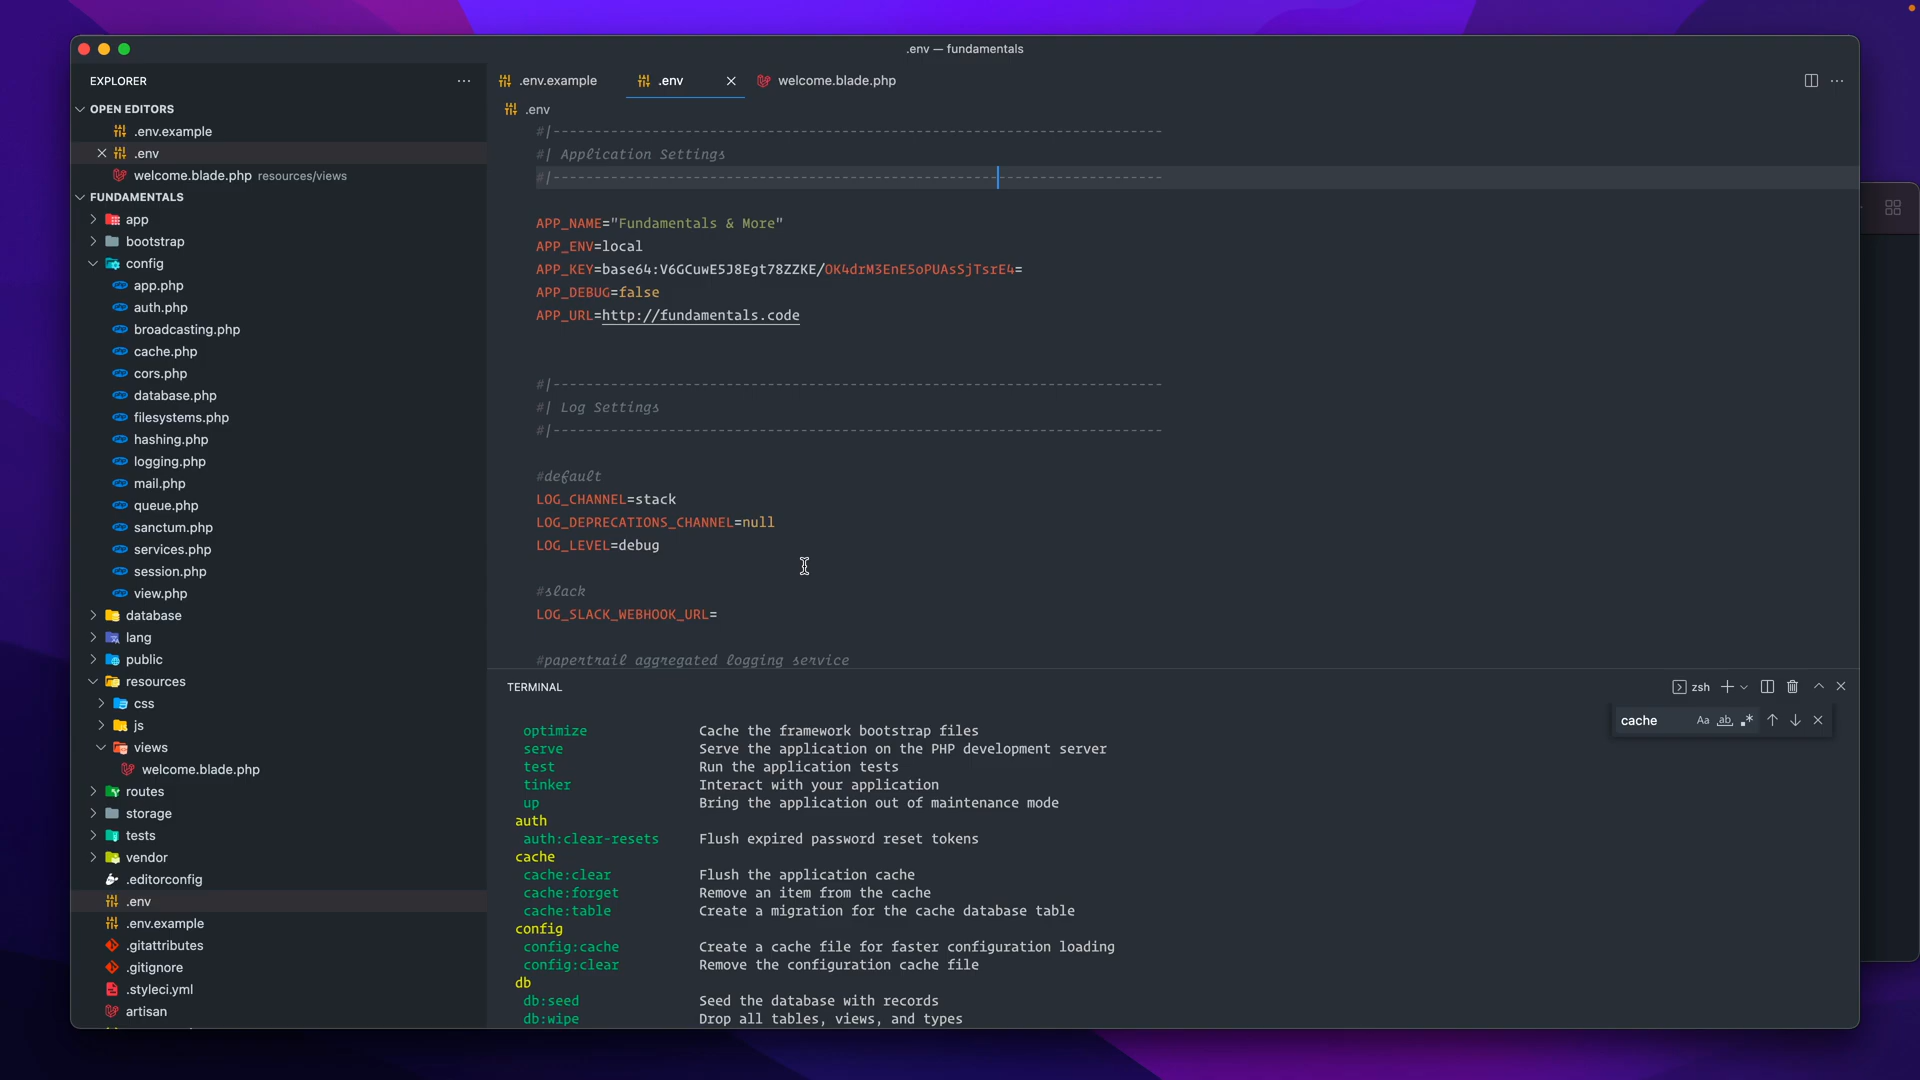 .env — fundamentals
EXPLORER
OPEN EDITORS
.env.example
.env
welcome.blade.php resources/views
FUNDAMENTALS
app
bootstrap
config
app.php
auth.php
broadcasting.php
cache.php
cors.php
database.php
filesystems.php
hashing.php
logging.php
mail.php
queue.php
sanctum.php
services.php
session.php
view.php
database
lang
public
resources
css
js
views
welcome.blade.php
routes
storage
tests
vendor
.editorconfig
.env
.env.example
.gitattributes
.gitignore
.styleci.yml
artisan
.env.example .env welcome.blade.php
.env
#|--------------------------------------------------------------------------
#| Application Settings
#|--------------------------------------------------------------------------
APP_NAME="Fundamentals & More"
APP_ENV=local
APP_KEY=base64:V6GCuwE5J8Egt78ZZKE/OK4drM3EnE5oPUAsSjTsrE4=
APP_DEBUG=false
APP_URL=http://fundamentals.code
#|--------------------------------------------------------------------------
#| Log Settings
#|--------------------------------------------------------------------------
#default
LOG_CHANNEL=stack
LOG_DEPRECATIONS_CHANNEL=null
LOG_LEVEL=debug
#slack
LOG_SLACK_WEBHOOK_URL=
#papertrail aggregated logging service
TERMINAL
zsh
cache Aa ab
optimize Cache the framework bootstrap files
serve Serve the application on the PHP development server
test Run the application tests
tinker Interact with your application
up Bring the application out of maintenance mode
auth
auth:clear-resets Flush expired password reset tokens
cache
cache:clear Flush the application cache
cache:forget Remove an item from the cache
cache:table Create a migration for the cache database table
config
config:cache Create a cache file for faster configuration loading
config:clear Remove the configuration cache file
db
db:seed Seed the database with records
db:wipe Drop all tables, views, and types